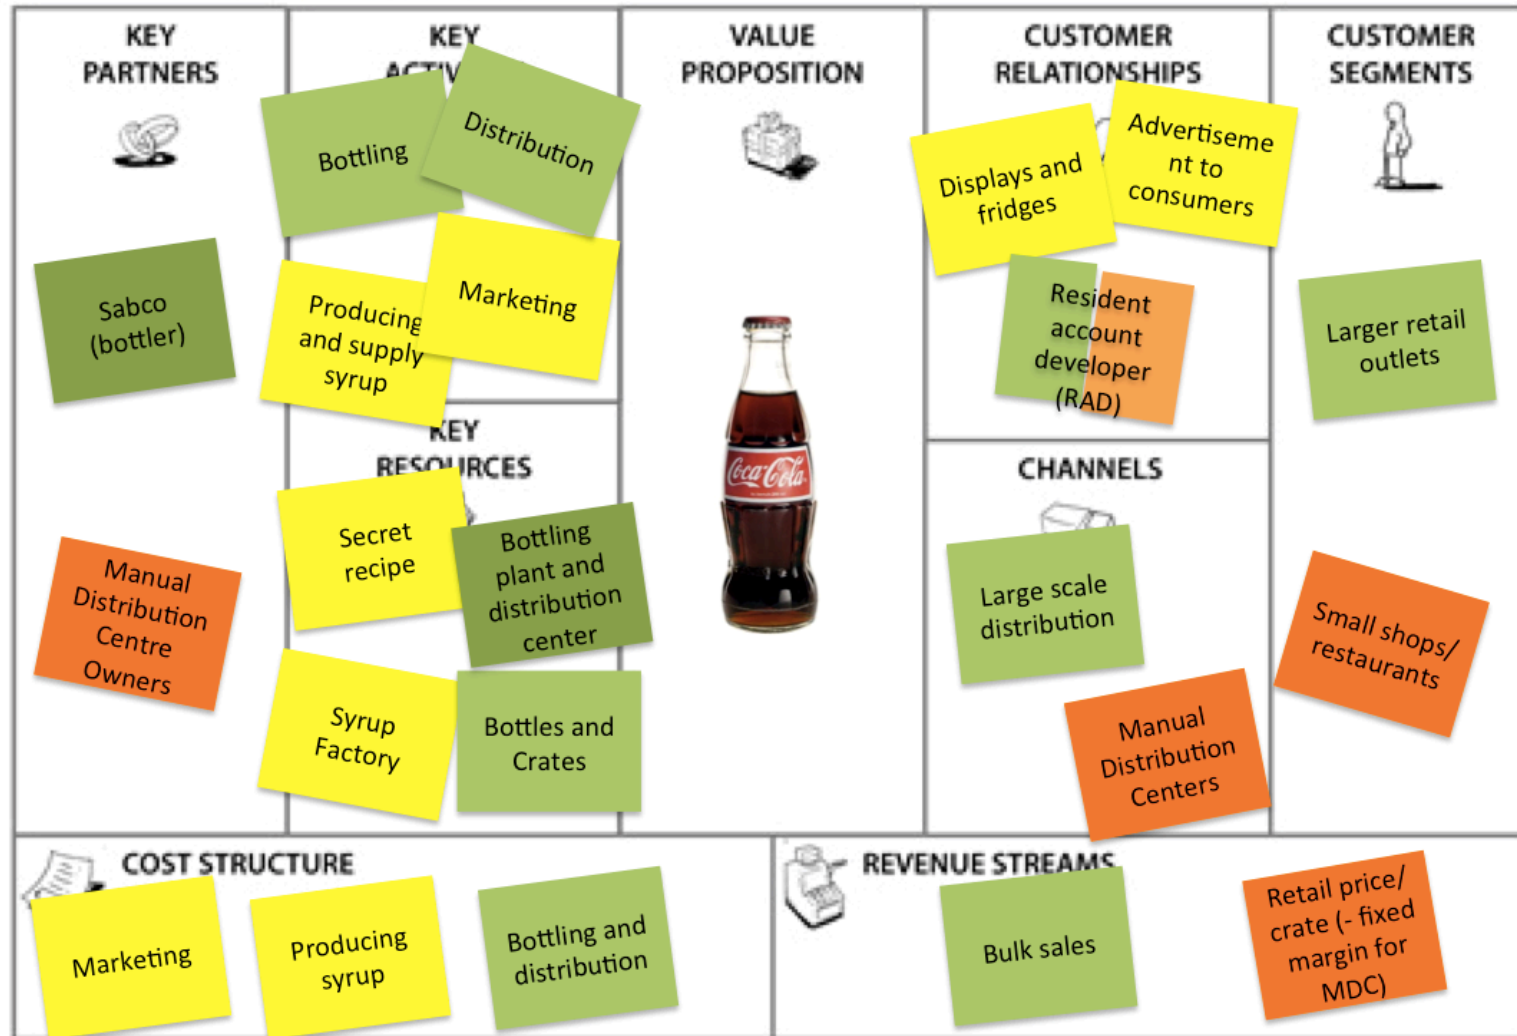 KEY
PARTNERS
Sabco
(bottler)
Manual
Distribution
Centre
Owners
KEY
Bottling
Distribution
Producing
and supply
syrup
Marketing
KEY
RESOURCES
Secret
recipe
Bottling
plant and
distribution
center
Syrup
Factory
Bottles and
Crates
VALUE
PROPOSITION
Coca-Cola
CUSTOMER
RELATIONSHIPS
Displays and
fridges
Advertiseme
nt to
consumers
Resident
account
developer
(RAD)
CHANNELS
Large scale
distribution
Manual
Distribution
Centers
CUSTOMER
SEGMENTS
Larger retail
outlets
Small shops/
restaurants
COST STRUCTURE
Marketing
Producing
syrup
Bottling and
distribution
REVENUE STREAMS
Bulk sales
Retail price/
crate (- fixed
margin for
MDC)